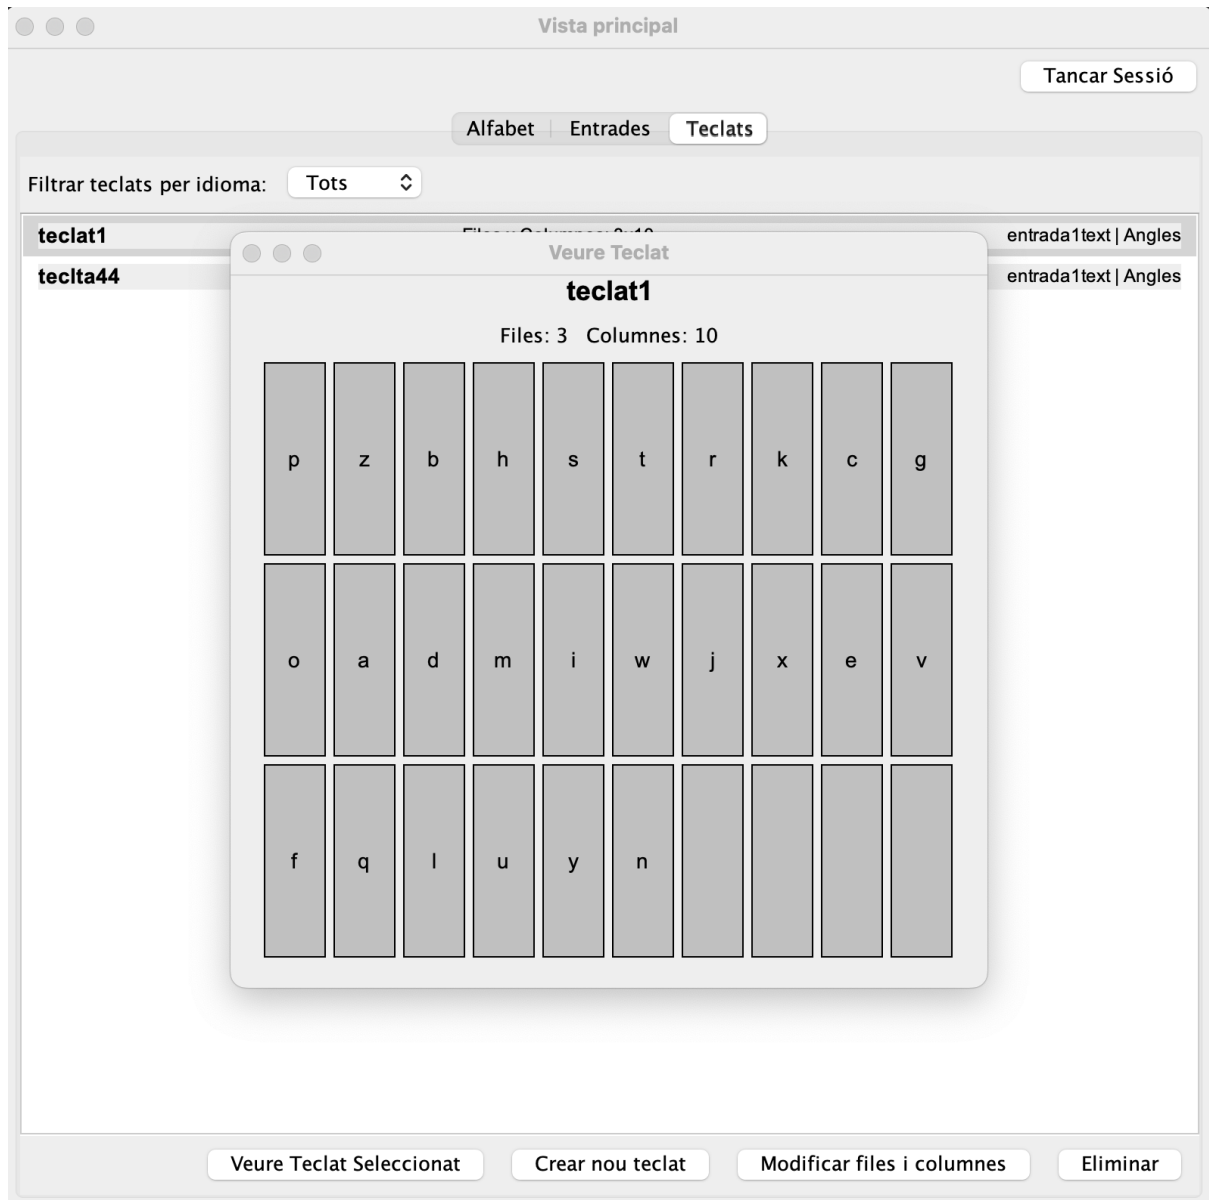 Vista principal
Tancar Sessió
Alfabet Entrades Teclats
Filtrar teclats per idioma: Tots
teclat1 entrada1text | Angles
teclta44 entrada1text | Angles
Veure Teclat
teclat1
Files: 3 Columnes: 10
p z b h s t r k c g
o a d m i w j x e v
f q l u y n
Veure Teclat Seleccionat Crear nou teclat Modificar files i columnes Eliminar